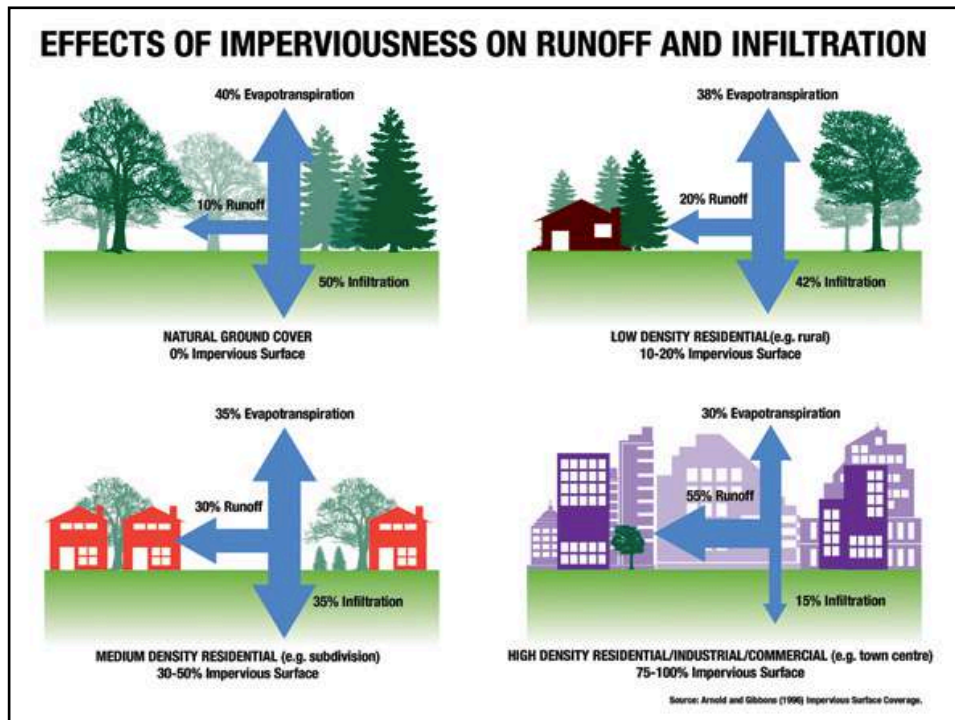 EFFECTS OF IMPERVIOUSNESS ON RUNOFF AND INFILTRATION
40% Evapotranspiration
10% Runoff
50% Infiltration
NATURAL GROUND COVER
0% Impervious Surface
38% Evapotranspiration
20% Runoff
42% Infiltration
LOW DENSITY RESIDENTIAL(e.g. rural)
10-20% Impervious Surface
35% Evapotranspiration
30% Runoff
35% Infiltration
MEDIUM DENSITY RESIDENTIAL (e.g. subdivision)
30-50% Impervious Surface
30% Evapotranspiration
55% Runoff
15% Infiltration
HIGH DENSITY RESIDENTIAL/INDUSTRIAL/COMMERCIAL (e.g. town centre)
75-100% Impervious Surface
Source: Arnold and Gibbons (1996) Impervious Surface Coverage.